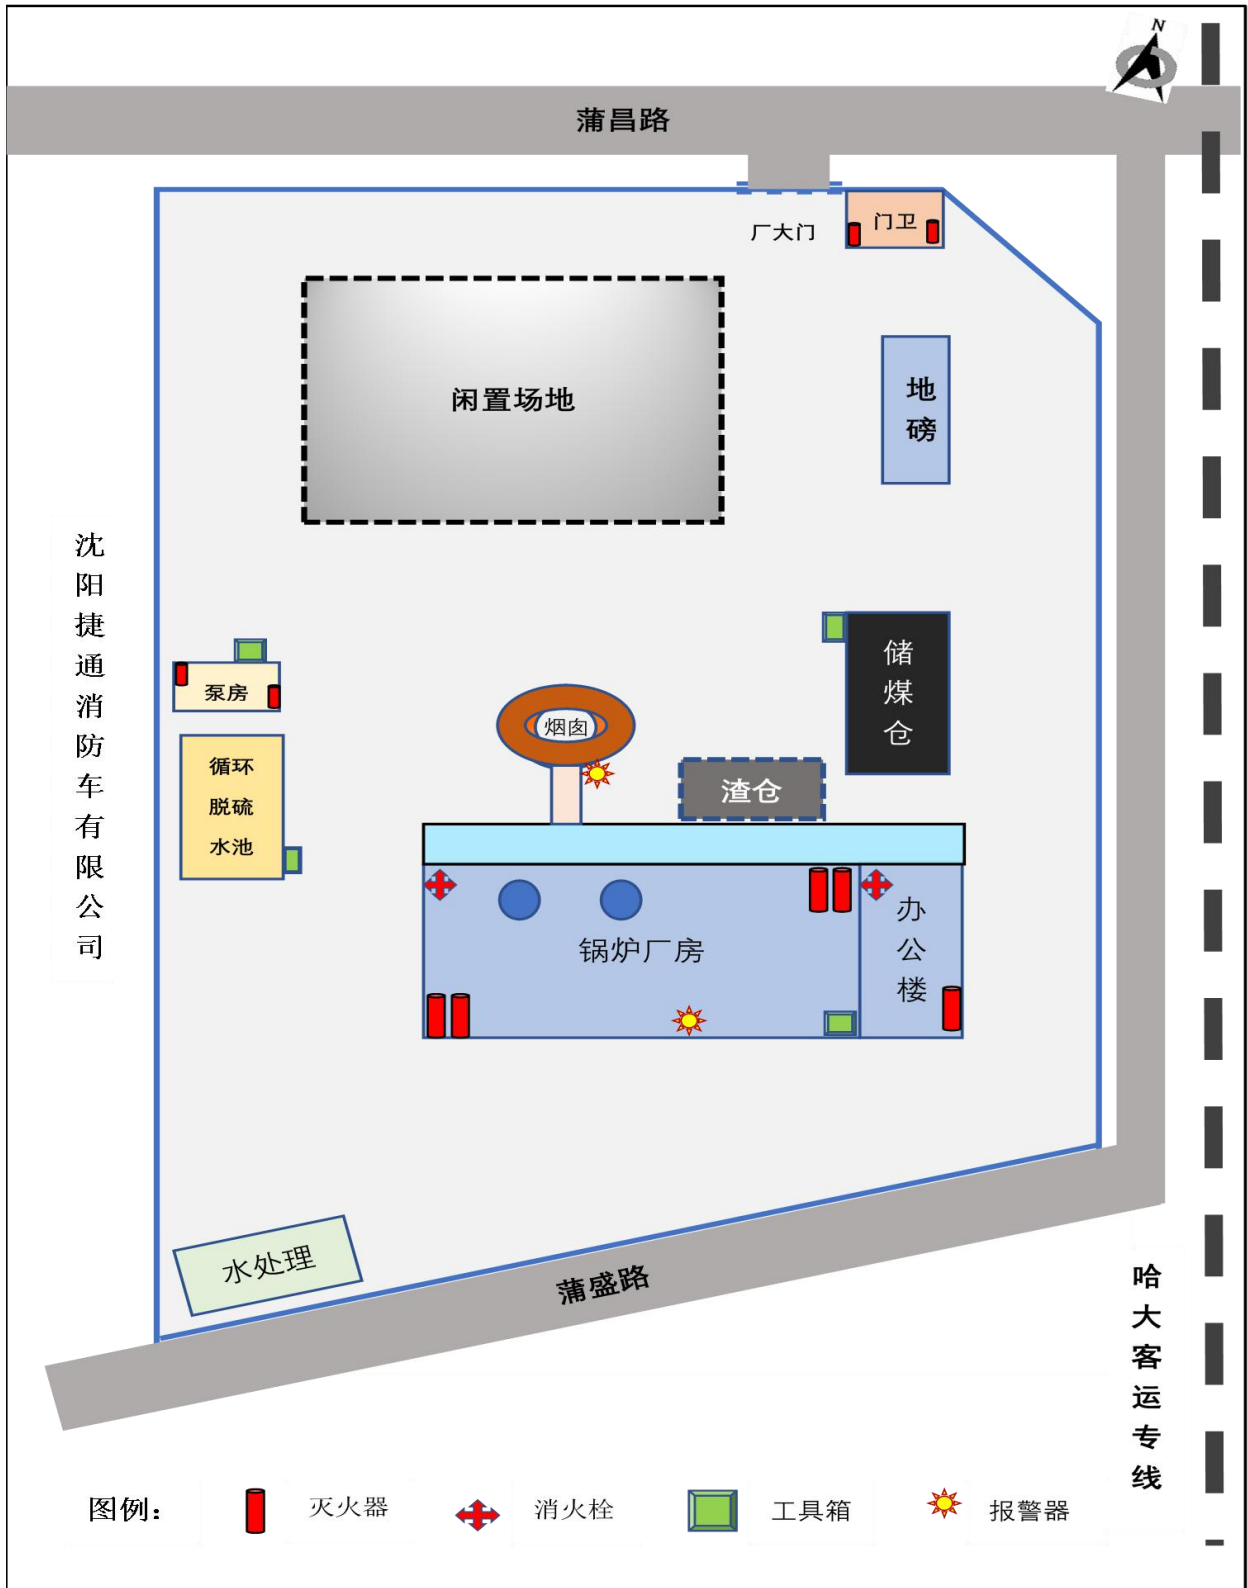 N
蒲昌路
厂大门
门卫
闲置场地
地磅
沈阳捷通消防车有限公司
储煤仓
泵房
烟囱
循环
脱硫
水池
渣仓
锅炉厂房
办公楼
水处理
蒲盛路
哈大客运专线
图例：
灭火器
消火栓
工具箱
报警器